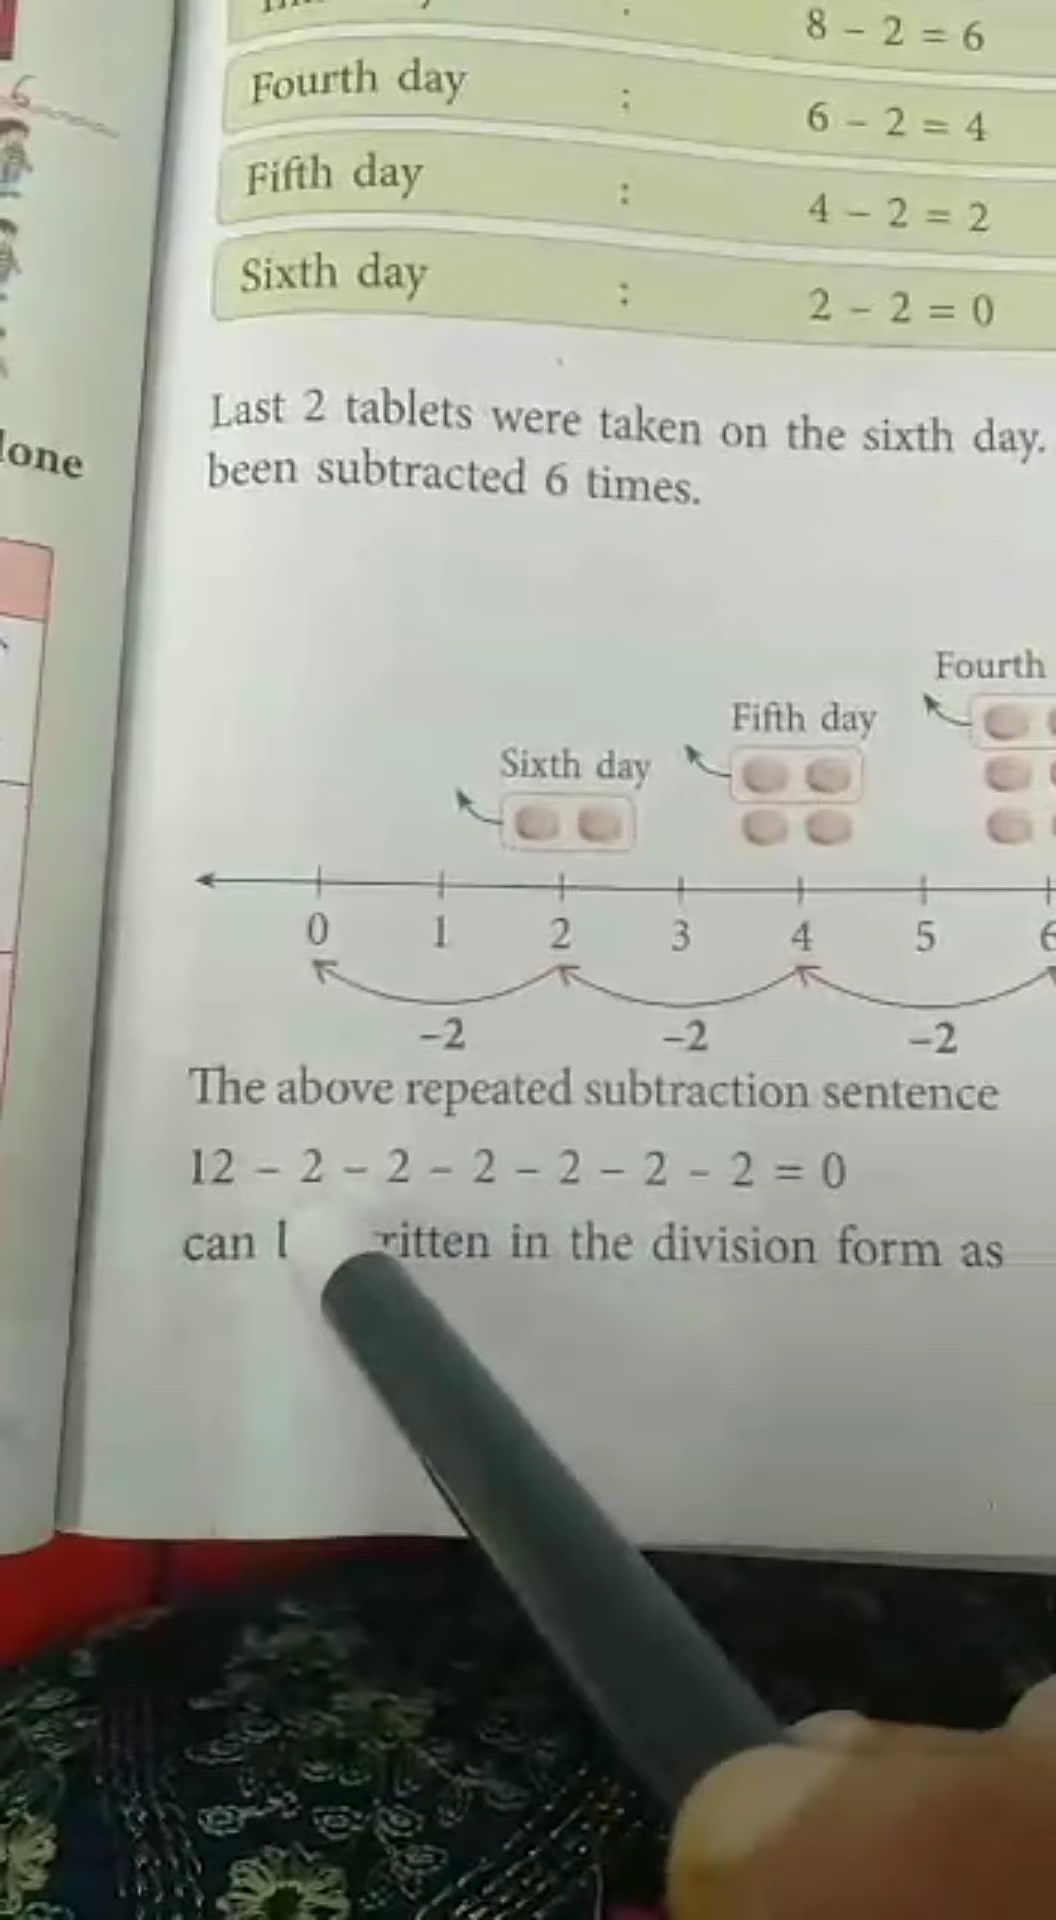 8 - 2 = 6
Fourth day : 6 - 2 = 4
Fifth day : 4 - 2 = 2
Sixth day : 2 - 2 = 0
Last 2 tablets were taken on the sixth day.
been subtracted 6 times.
Fourth
Fifth day
Sixth day
0 1 2 3 4 5 6
-2 -2 -2
The above repeated subtraction sentence
12 - 2 - 2 - 2 - 2 - 2 - 2 = 0
can in the division form as